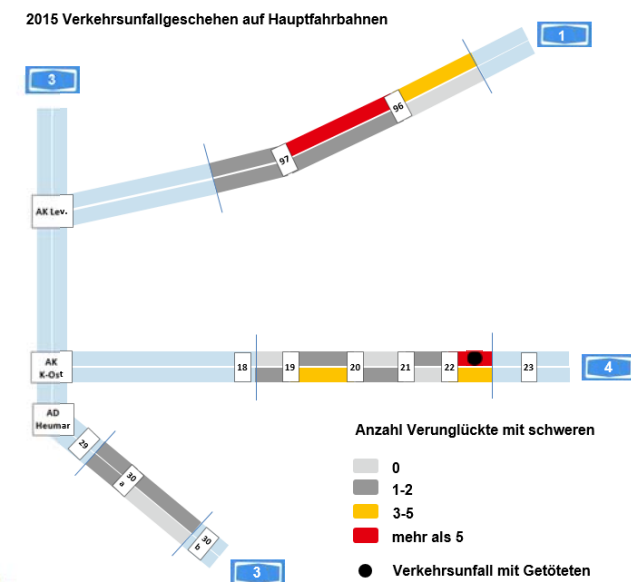 2015 Verkehrsunfallgeschehen auf Hauptfahrbahnen
1
3
96
97
AK Lev.
AK
K-Ost
18
19
20
21
22
23
4
AD
Heumar
29
30
a
30
b
3
Anzahl Verunglückte mit schweren
0
1-2
3-5
mehr als 5
Verkehrsunfall mit Getöteten